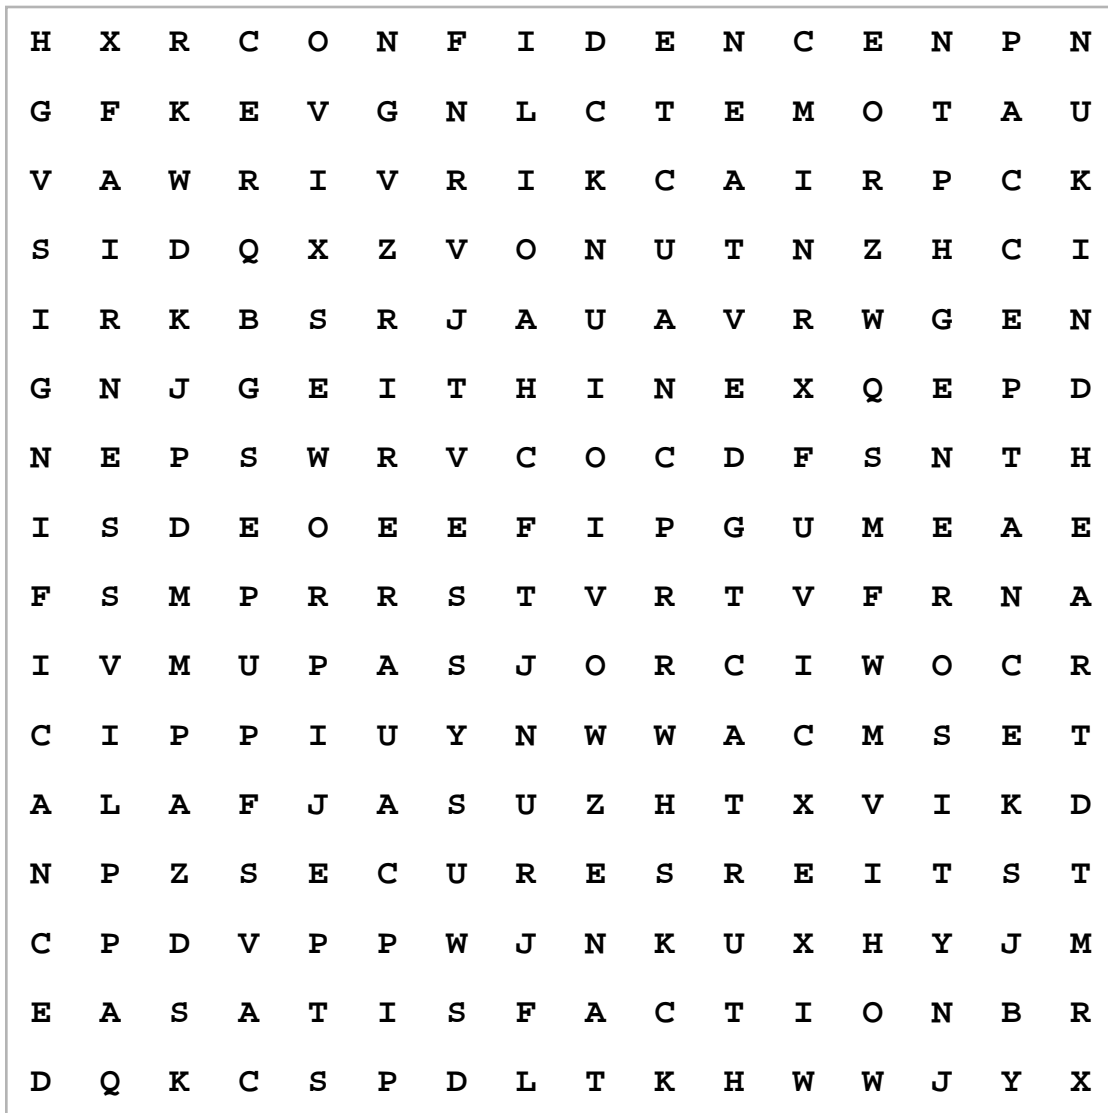 H X R C O N F I D E N C E N P N
G F K E V G N L C T E M O T A U
V A W R I V R I K C A I R P C K
S I D Q X Z V O N U T N Z H C I
I R K B S R J A U A V R W G E N
G N J G E I T H I N E X Q E P D
N E P S W R V C O C D F S N T H
I S D E O E E F I P G U M E A E
F S M P R R S T V R T V F R N A
I V M U P A S J O R C I W O C R
C I P P I U Y N W W A C M S E T
A L A F J A S U Z H T X V I K D
N P Z S E C U R E S R E I T S T
C P D V P P W J N K U X H Y J M
E A S A T I S F A C T I O N B R
D Q K C S P D L T K H W W J Y X